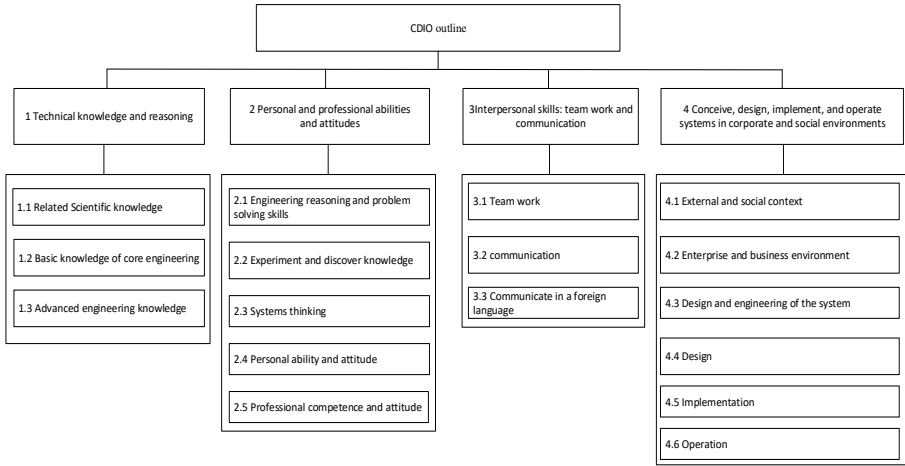 CDIO outline
1 Technical knowledge and reasoning
2 Personal and professional abilities
and attitudes
3Interpersonal skills: team work and
communication
4 Conceive, design, implement, and operate
systems in corporate and social environments
1.1 Related Scientific knowledge
1.2 Basic knowledge of core engineering
1.3 Advanced engineering knowledge
2.1 Engineering reasoning and problem
solving skills
2.2 Experiment and discover knowledge
2.3 Systems thinking
2.4 Personal ability and attitude
2.5 Professional competence and attitude
3.1 Team work
3.2 communication
3.3 Communicate in a foreign
language
4.1 External and social context
4.2 Enterprise and business environment
4.3 Design and engineering of the system
4.4 Design
4.5 Implementation
4.6 Operation